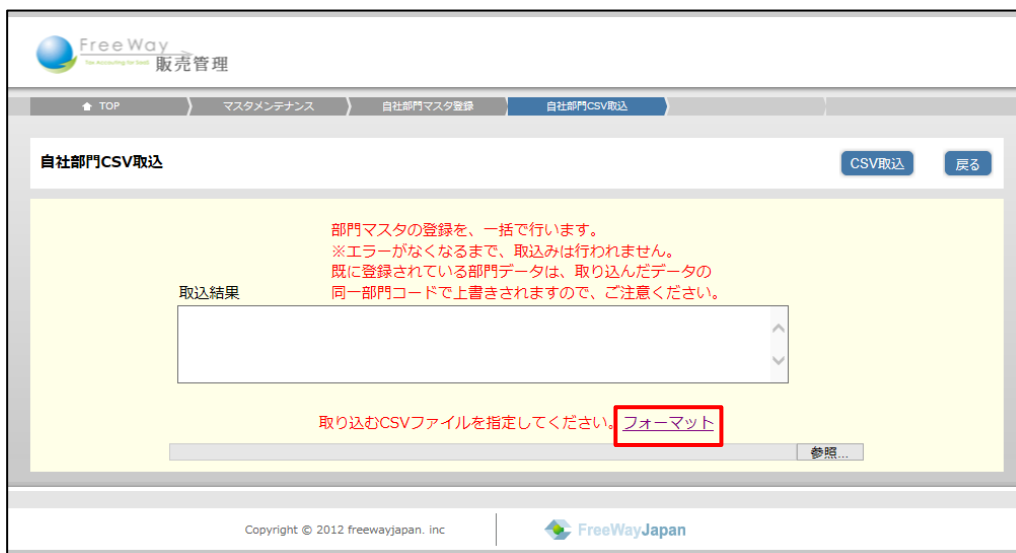 FreeWay
Tax Accounting for SaaS
販売管理
TOP
マスタメンテナンス
自社部門マスタ登録
自社部門CSV取込
自社部門CSV取込
CSV取込
戻る
部門マスタの登録を、一括で行います。
※エラーがなくなるまで、取込みは行われません。
既に登録されている部門データは、取り込んだデータの
取込結果
同一部門コードで上書きされますので、ご注意ください。
取り込むCSVファイルを指定してください。フォーマット
参照...
Copyright © 2012 freewayjapan. inc
FreeWayJapan